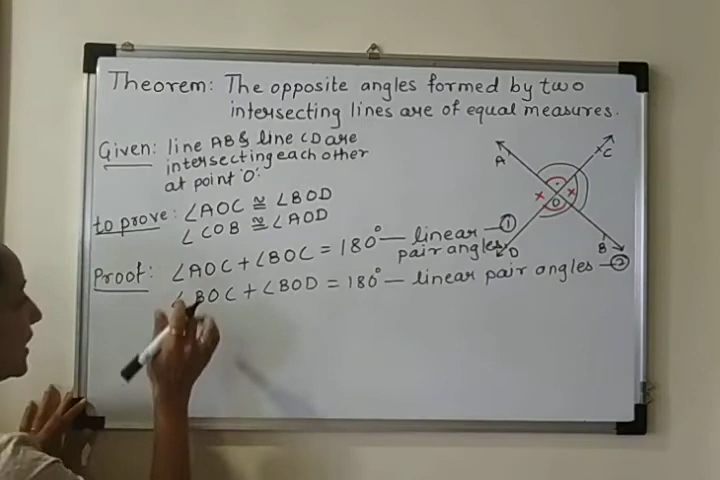 Theorem: The opposite angles formed by two
intersecting lines are of equal measures.
Given: line AB & line CD are
intersecting each other
at point 'O'.
to prove: ∠AOC ≅ ∠BOD
∠COB ≅ ∠AOD
Proof: ∠AOC + ∠BOC = 180° — linear — ①
pair angles
∠BOC + ∠BOD = 180° — linear pair angles — ②
A
C
O
D
B